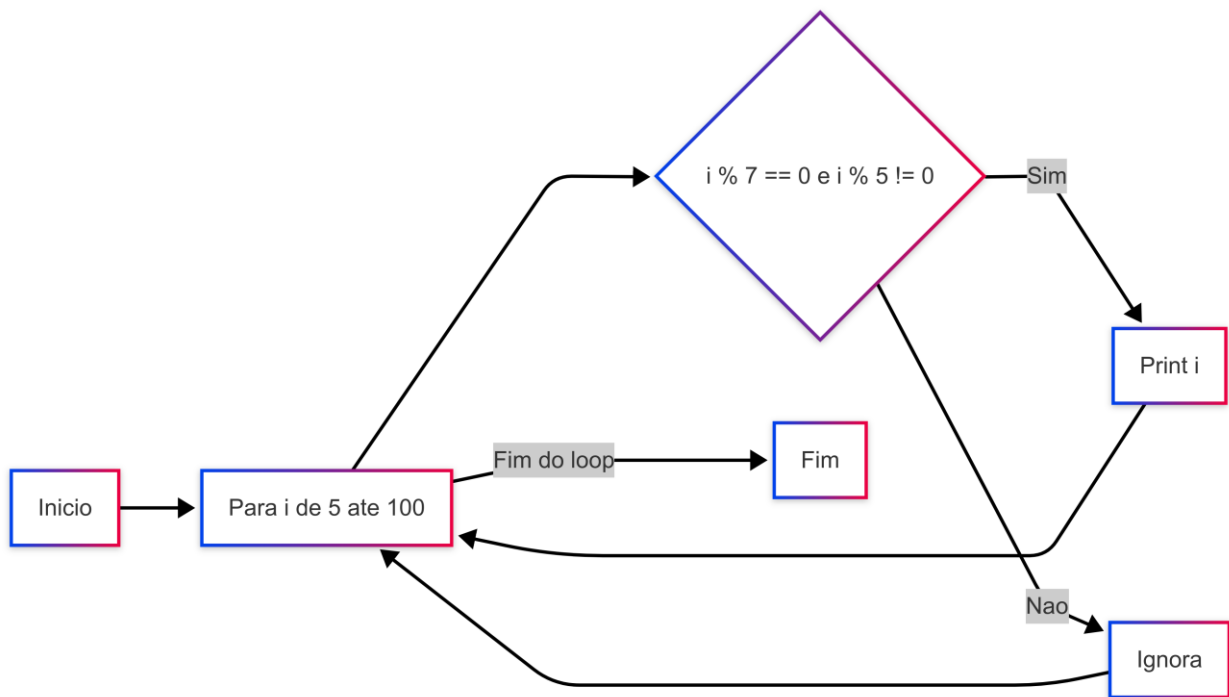 i % 7 == 0 e i % 5 != 0
Sim
Print i
Fim do loop
Fim
Inicio
Para i de 5 ate 100
Nao
Ignora